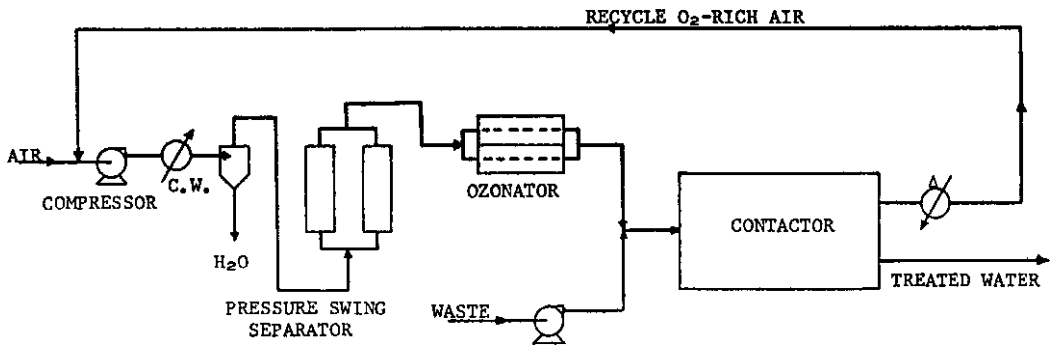 RECYCLE O₂-RICH AIR
AIR
COMPRESSOR
C.W.
H₂O
PRESSURE SWING
SEPARATOR
OZONATOR
WASTE
CONTACTOR
Δ
TREATED WATER